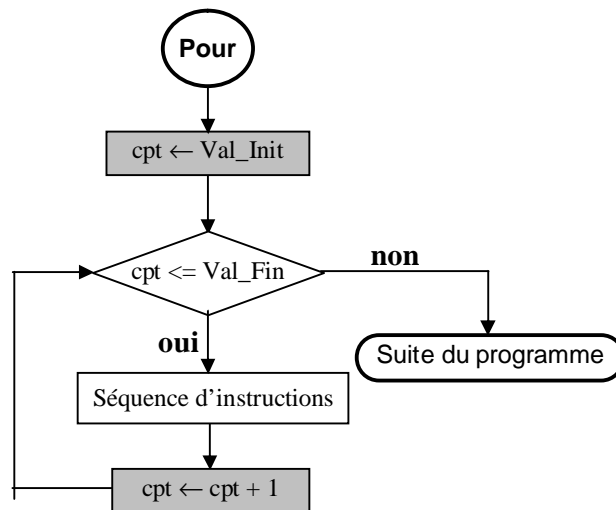 Pour
cpt ← Val_Init
cpt <= Val_Fin
non
oui
Suite du programme
Séquence d’instructions
cpt ← cpt + 1